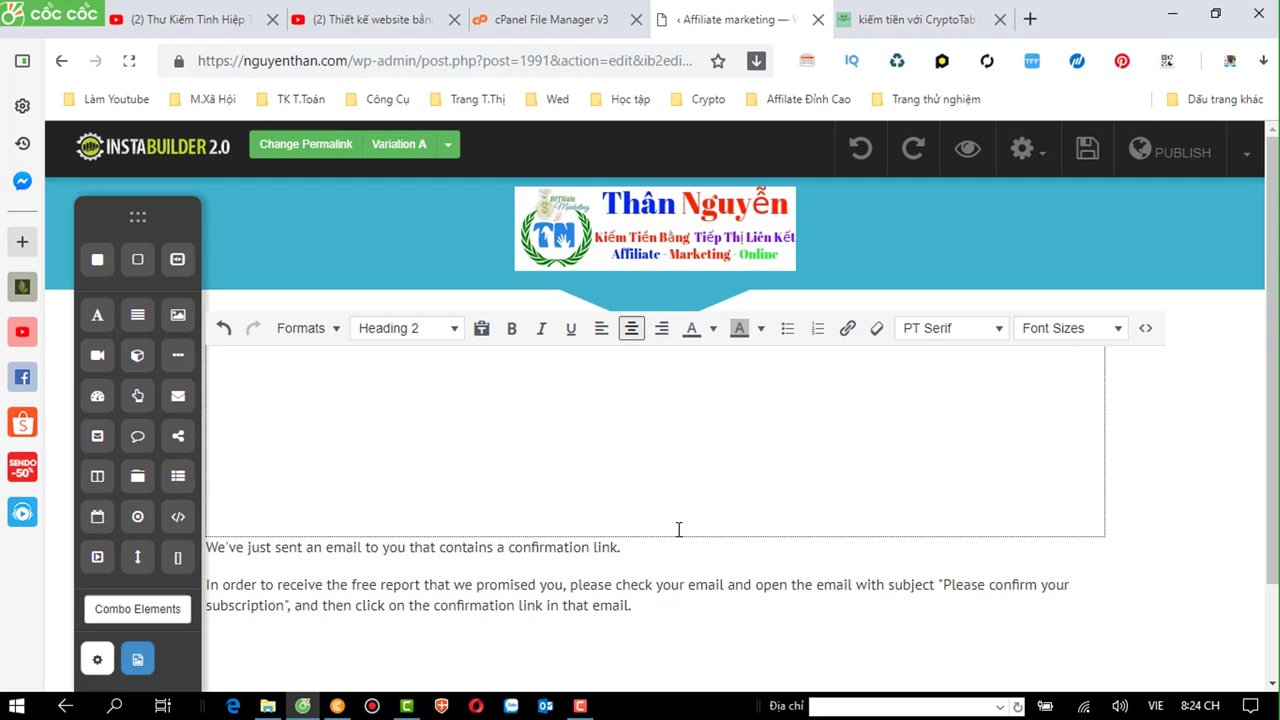 cốc cốc
(2) Thư Kiếm Tình Hiệp T
(2) Thiết kế website bằng
cPanel File Manager v3
‹ Affiliate marketing — W
kiếm tiền với CryptoTab
https://nguyenthan.com/wp-admin/post.php?post=1991&action=edit&ib2edi...
Làm Youtube
M.Xã Hội
TK T.Toán
Công Cụ
Trang T.Thị
Wed
Học tập
Crypto
Affilate Đỉnh Cao
Trang thử nghiệm
Dấu trang khác
INSTABUILDER 2.0
Change Permalink
Variation A
PUBLISH
Affiliate
Marketing
TN
Thân Nguyễn
Kiếm Tiền Bằng Tiếp Thị Liên Kết
Affiliate - Marketing - Online
Formats
Heading 2
PT Serif
Font Sizes
We've just sent an email to you that contains a confirmation link.
In order to receive the free report that we promised you, please check your email and open the email with subject "Please confirm your
subscription", and then click on the confirmation link in that email.
Combo Elements
SENDO
-50%
Địa chỉ
VIE
8:24 CH